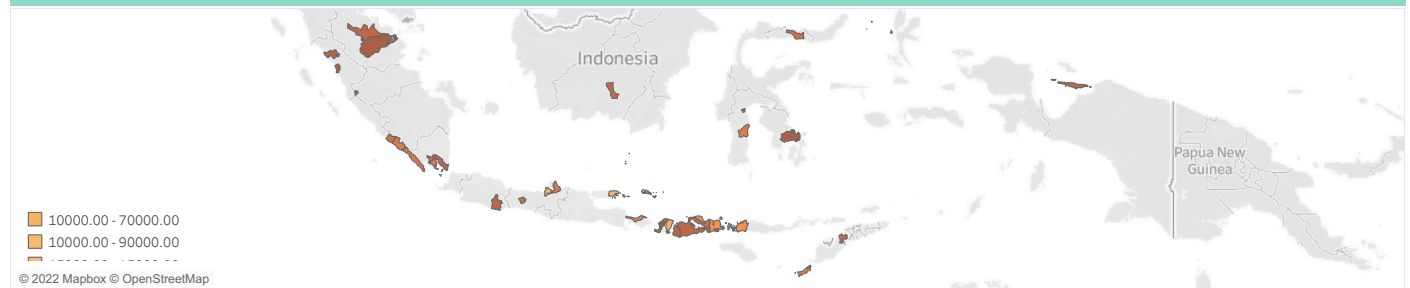 Indonesia
Papua New
Guinea
10000.00 - 70000.00
10000.00 - 90000.00
© 2022 Mapbox © OpenStreetMap